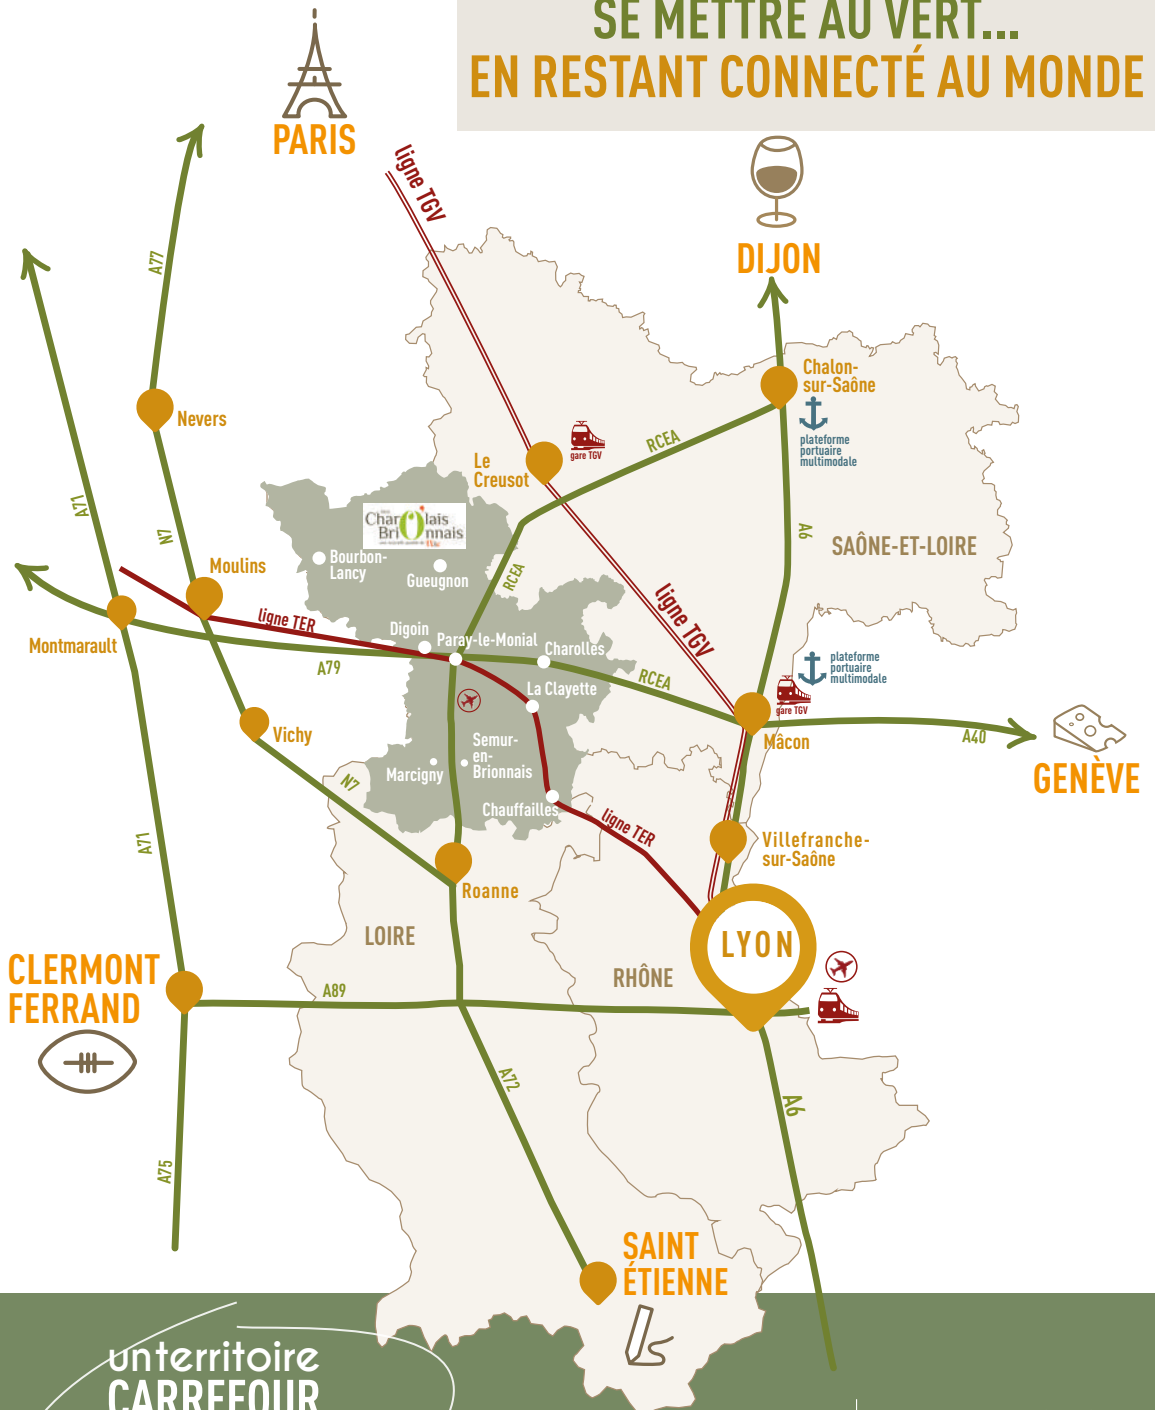 SE METTRE AU VERT...
EN RESTANT CONNECTÉ AU MONDE
PARIS
ligne TGV
DIJON
A77
Chalon-
sur-Saône
plateforme
portuaire
multimodale
Nevers
gare TGV
RCEA
Le
Creusot
A71
N7
Charolais
Brionnais
A6
SAÔNE-ET-LOIRE
Bourbon-
Lancy
Gueugnon
RCEA
Moulins
ligne TER
ligne TGV
Digoin
Paray-le-Monial
Charolles
Montmarault
A79
RCEA
plateforme
portuaire
multimodale
La Clayette
gare TGV
Vichy
Mâcon
A40
GENÈVE
Semur-
en-
Brionnais
Marcigny
N7
Chauffailles
ligne TER
A71
Villefranche-
sur-Saône
Roanne
LOIRE
LYON
RHÔNE
CLERMONT
FERRAND
A89
A72
A6
A75
SAINT
ÉTIENNE
unterritoire
CARREFOUR